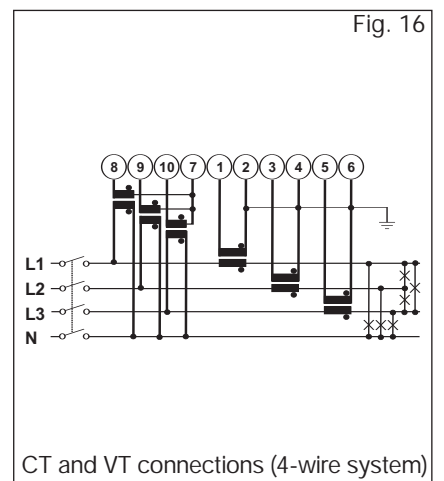 Fig. 16
8 9 10 7 1 2 3 4 5 6
L1
L2
L3
N
CT and VT connections (4-wire system)